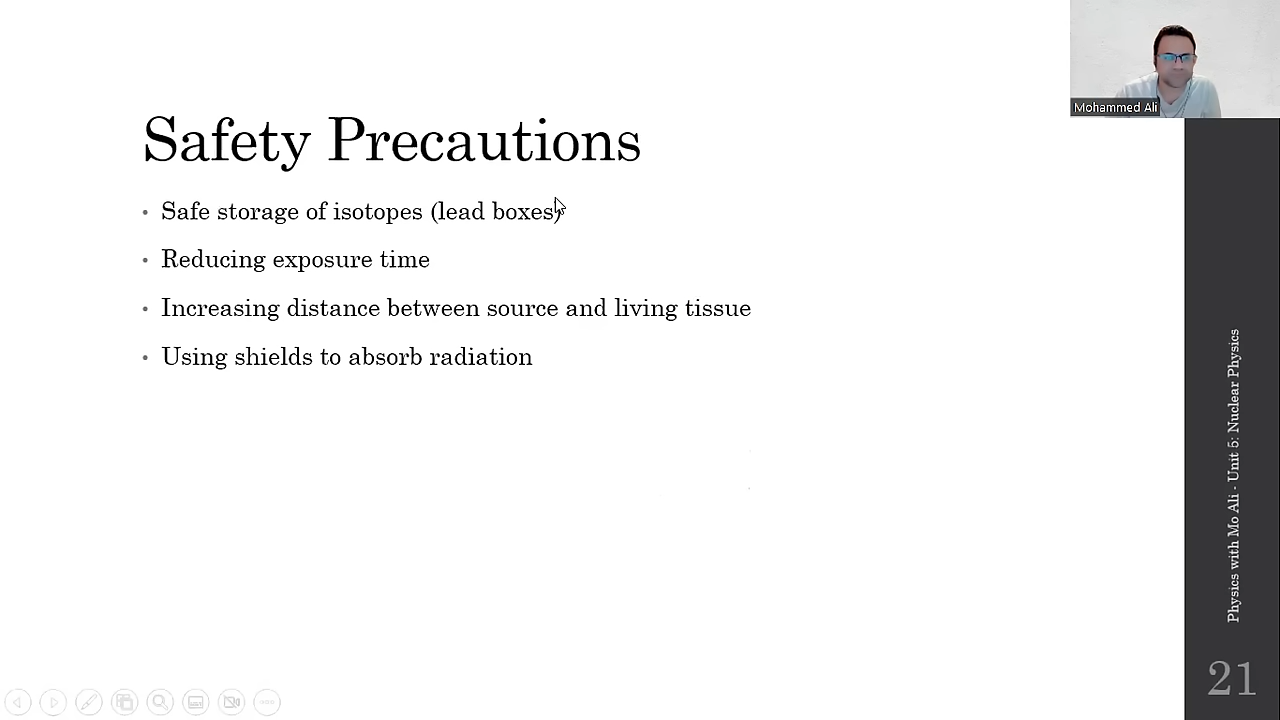 Mohammed Ali
Safety Precautions
• Safe storage of isotopes (lead boxes)
• Reducing exposure time
• Increasing distance between source and living tissue
• Using shields to absorb radiation
Physics with Mo Ali - Unit 5: Nuclear Physics
21